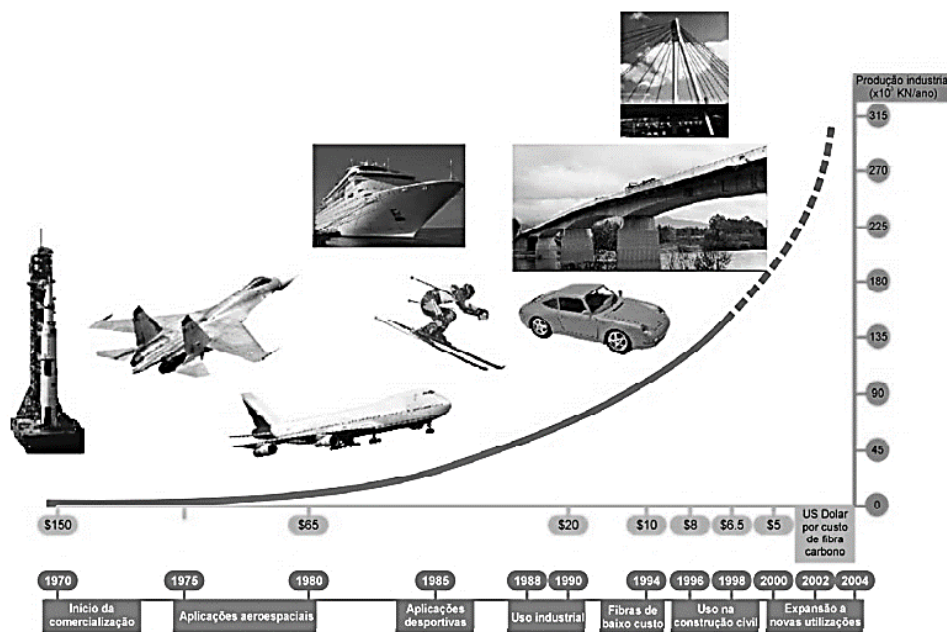 Produção industrial
(x10³ KN/ano)
315
270
225
180
135
90
45
0
$150
$65
$20
$10
$8
$6.5
$5
US Dolar
por custo
de fibra
carbono
1970
1975
1980
1985
1988
1990
1994
1996
1998
2000
2002
2004
Início da
comercialização
Aplicações aeroespaciais
Aplicações
desportivas
Uso industrial
Fibras de
baixo custo
Uso na
construção civil
Expansão a
novas utilizações